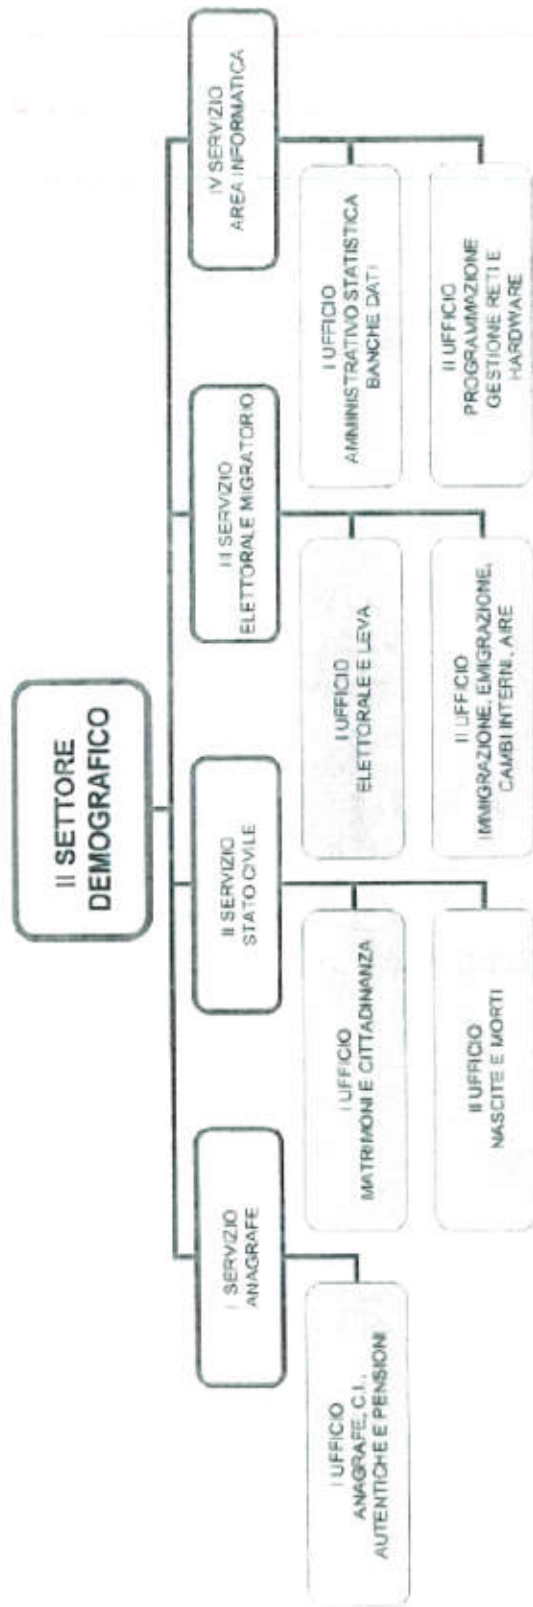 II SETTORE
DEMOGRAFICO
I SERVIZIO
ANAGRAFE
II SERVIZIO
STATO CIVILE
III SERVIZIO
ELETTORALE MIGRATORIO
IV SERVIZIO
AREA INFORMATICA
I UFFICIO
ANAGRAFE, C.I.,
AUTENTICHE E PENSIONI
I UFFICIO
MATRIMONI E CITTADINANZA
II UFFICIO
NASCITE E MORTI
I UFFICIO
ELETTORALE E LEVA
II UFFICIO
IMMIGRAZIONE, EMIGRAZIONE,
CAMBI INTERNI, AIRE
I UFFICIO
AMMINISTRATIVO STATISTICA
BANCHE DATI
II UFFICIO
PROGRAMMAZIONE
GESTIONE RETI E
HARDWARE